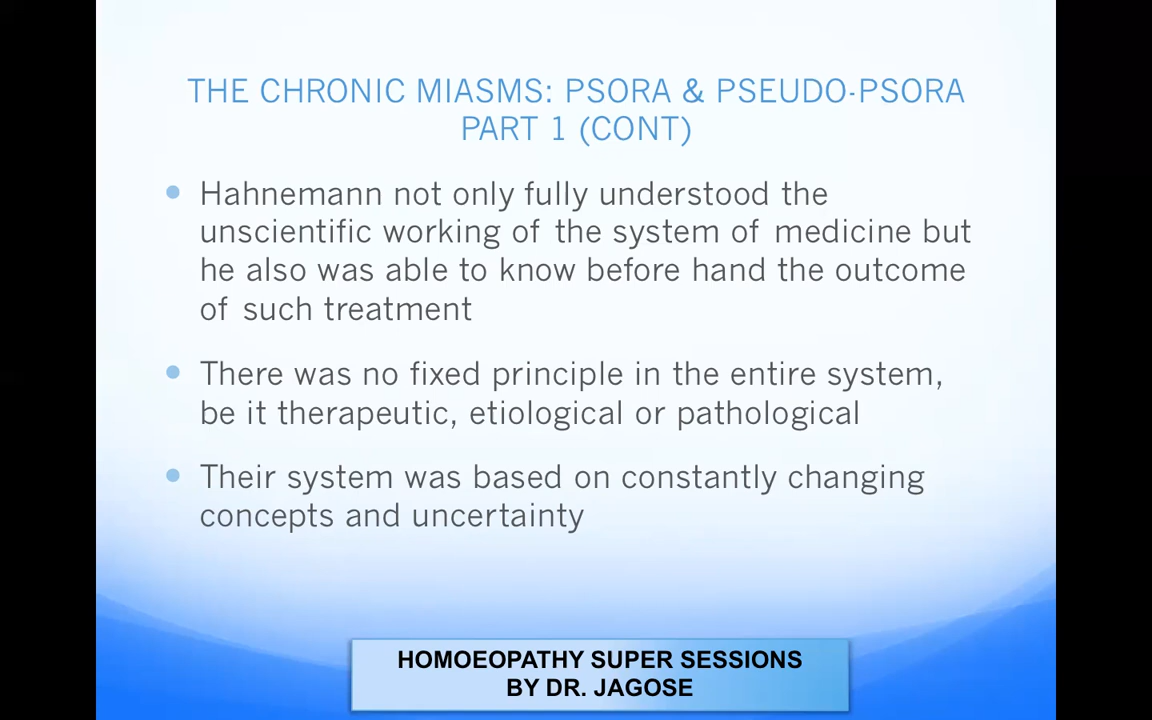 THE CHRONIC MIASMS: PSORA & PSEUDO-PSORA
PART 1 (CONT)
Hahnemann not only fully understood the
unscientific working of the system of medicine but
he also was able to know before hand the outcome
of such treatment
There was no fixed principle in the entire system,
be it therapeutic, etiological or pathological
Their system was based on constantly changing
concepts and uncertainty
HOMOEOPATHY SUPER SESSIONS
BY DR. JAGOSE